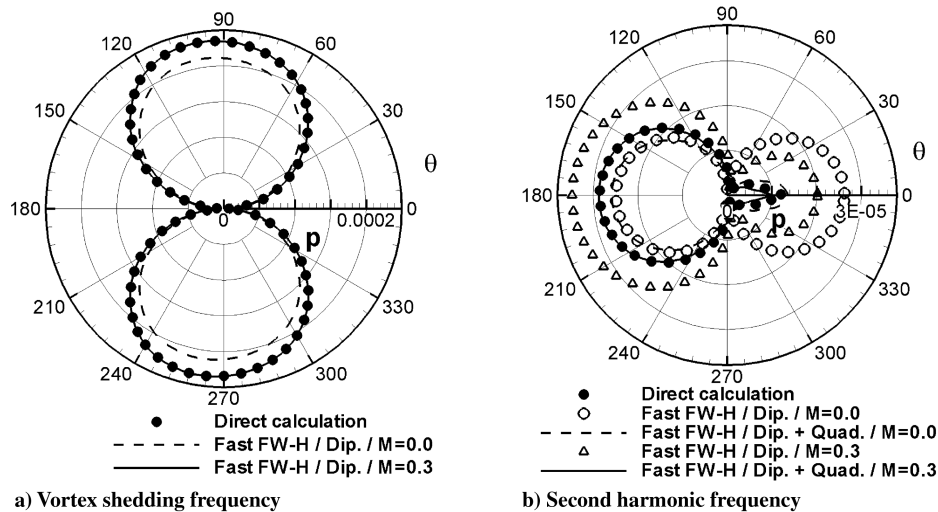 90
120
60
150
30
θ
180
0
0.0002
0
p
210
330
240
300
270
Direct calculation
Fast FW-H / Dip. / M=0.0
Fast FW-H / Dip. / M=0.3
a) Vortex shedding frequency
90
120
60
150
30
θ
180
0
0
3E-05
p
210
330
240
300
270
Direct calculation
Fast FW-H / Dip. / M=0.0
Fast FW-H / Dip. + Quad. / M=0.0
Fast FW-H / Dip. / M=0.3
Fast FW-H / Dip. + Quad. / M=0.3
b) Second harmonic frequency